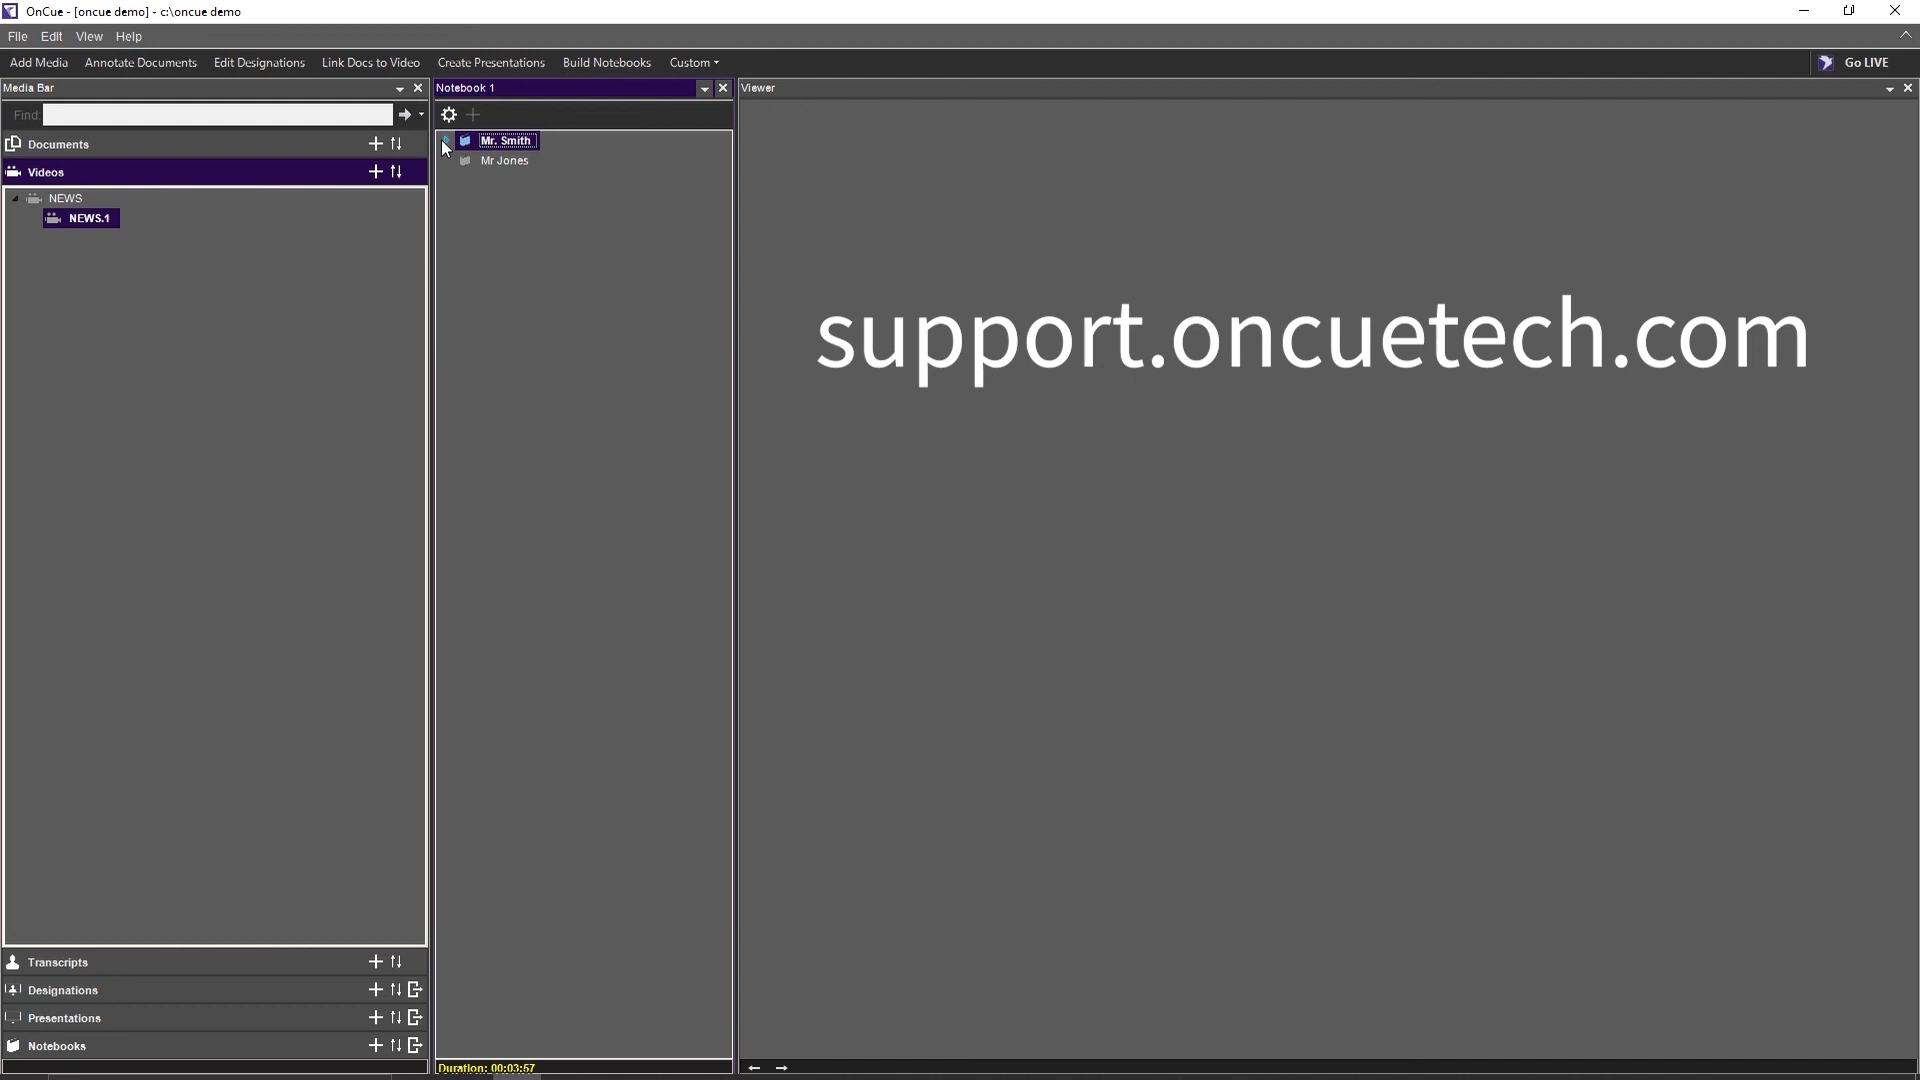 OnCue - [oncue demo] - c:\oncue demo
File Edit View Help
Add Media Annotate Documents Edit Designations Link Docs to Video Create Presentations Build Notebooks Custom Go LIVE
Media Bar
Find:
Documents
Videos
NEWS
NEWS.1
Transcripts
Designations
Presentations
Notebooks
Notebook 1
Mr. Smith
Mr Jones
Duration: 00:03:57
Viewer
support.oncuetech.com